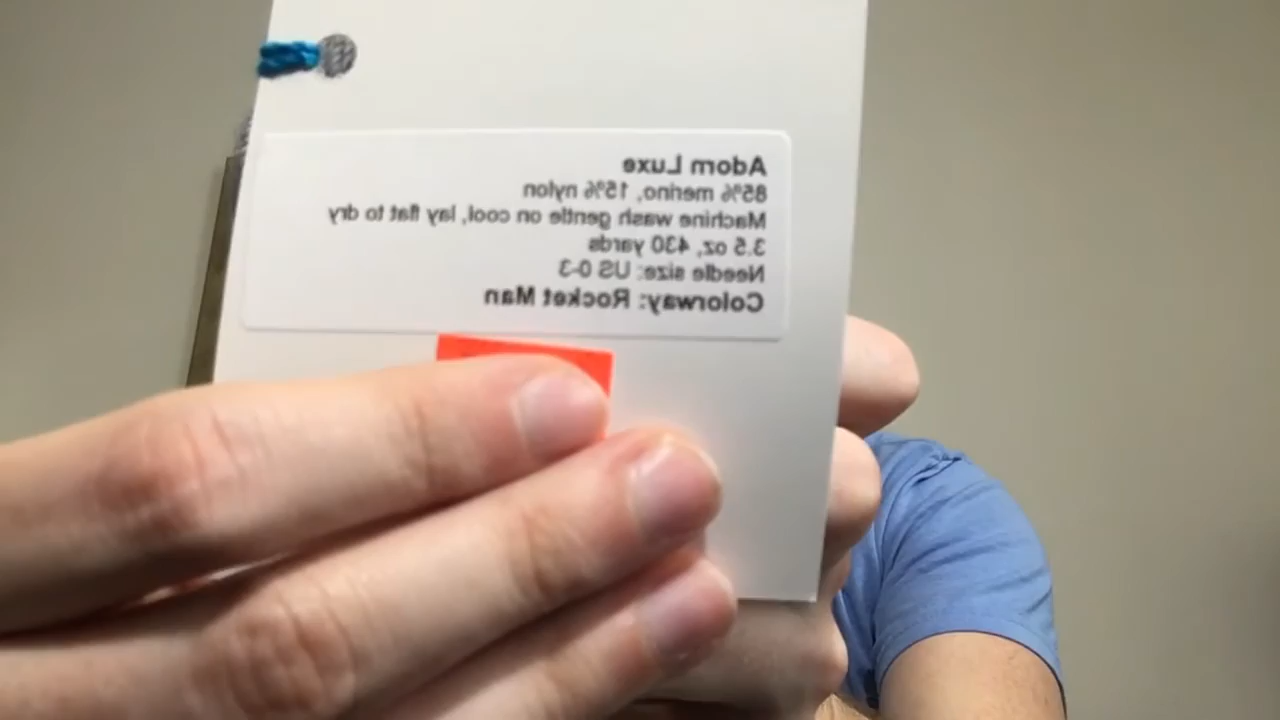 Adorn Luxe
85% merino, 15% nylon
Machine wash gentle on cool, lay flat to dry
3.5 oz, 430 yards
Needle size: US 0-3
Colorway: Rocket Man